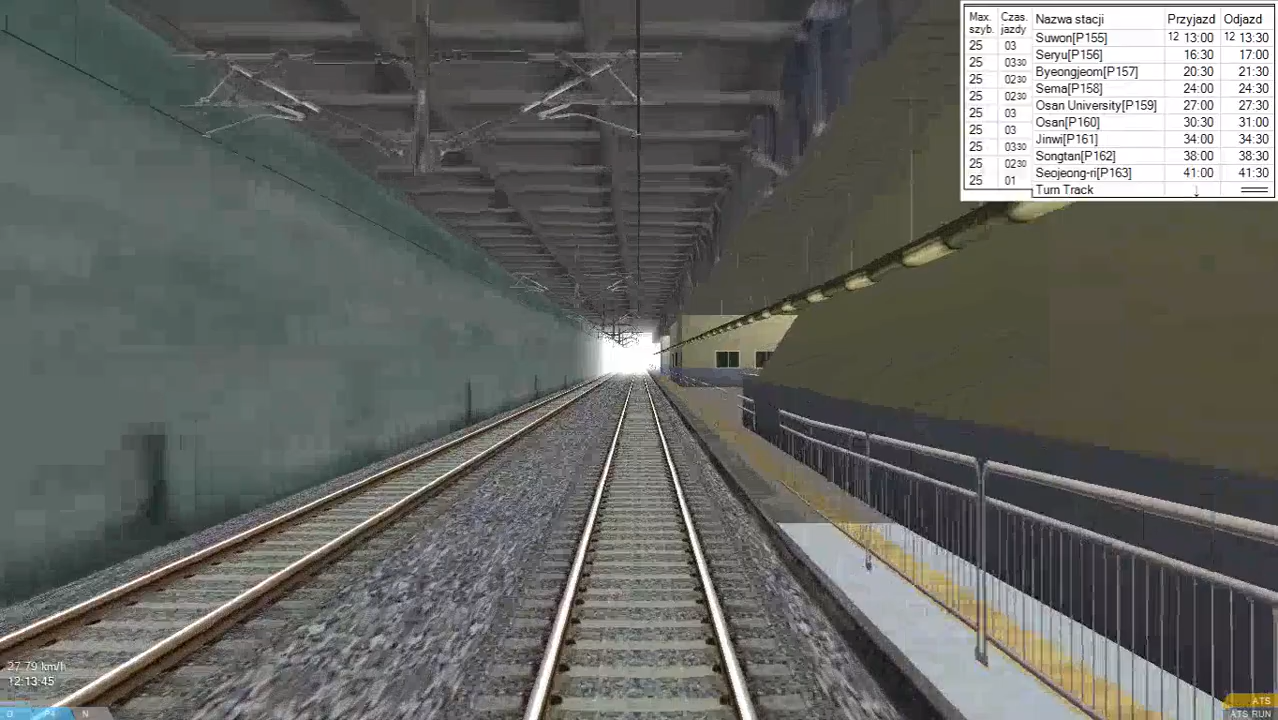 Max. szyb. Czas. jazdy Nazwa stacji Przyjazd Odjazd
Suwon[P155] 12 13:00 12 13:30
25 03
Seryu[P156] 16:30 17:00
25 03 30
Byeongjeom[P157] 20:30 21:30
25 02 30
Sema[P158] 24:00 24:30
25 02 30
Osan University[P159] 27:00 27:30
25 03
Osan[P160] 30:30 31:00
25 03
Jinwi[P161] 34:00 34:30
25 03 30
Songtan[P162] 38:00 38:30
25 02 30
Seojeong-ri[P163] 41:00 41:30
25 01
Turn Track ↓
27.79 km/h
12:13:45
P4 N
ATS
ATS RUN